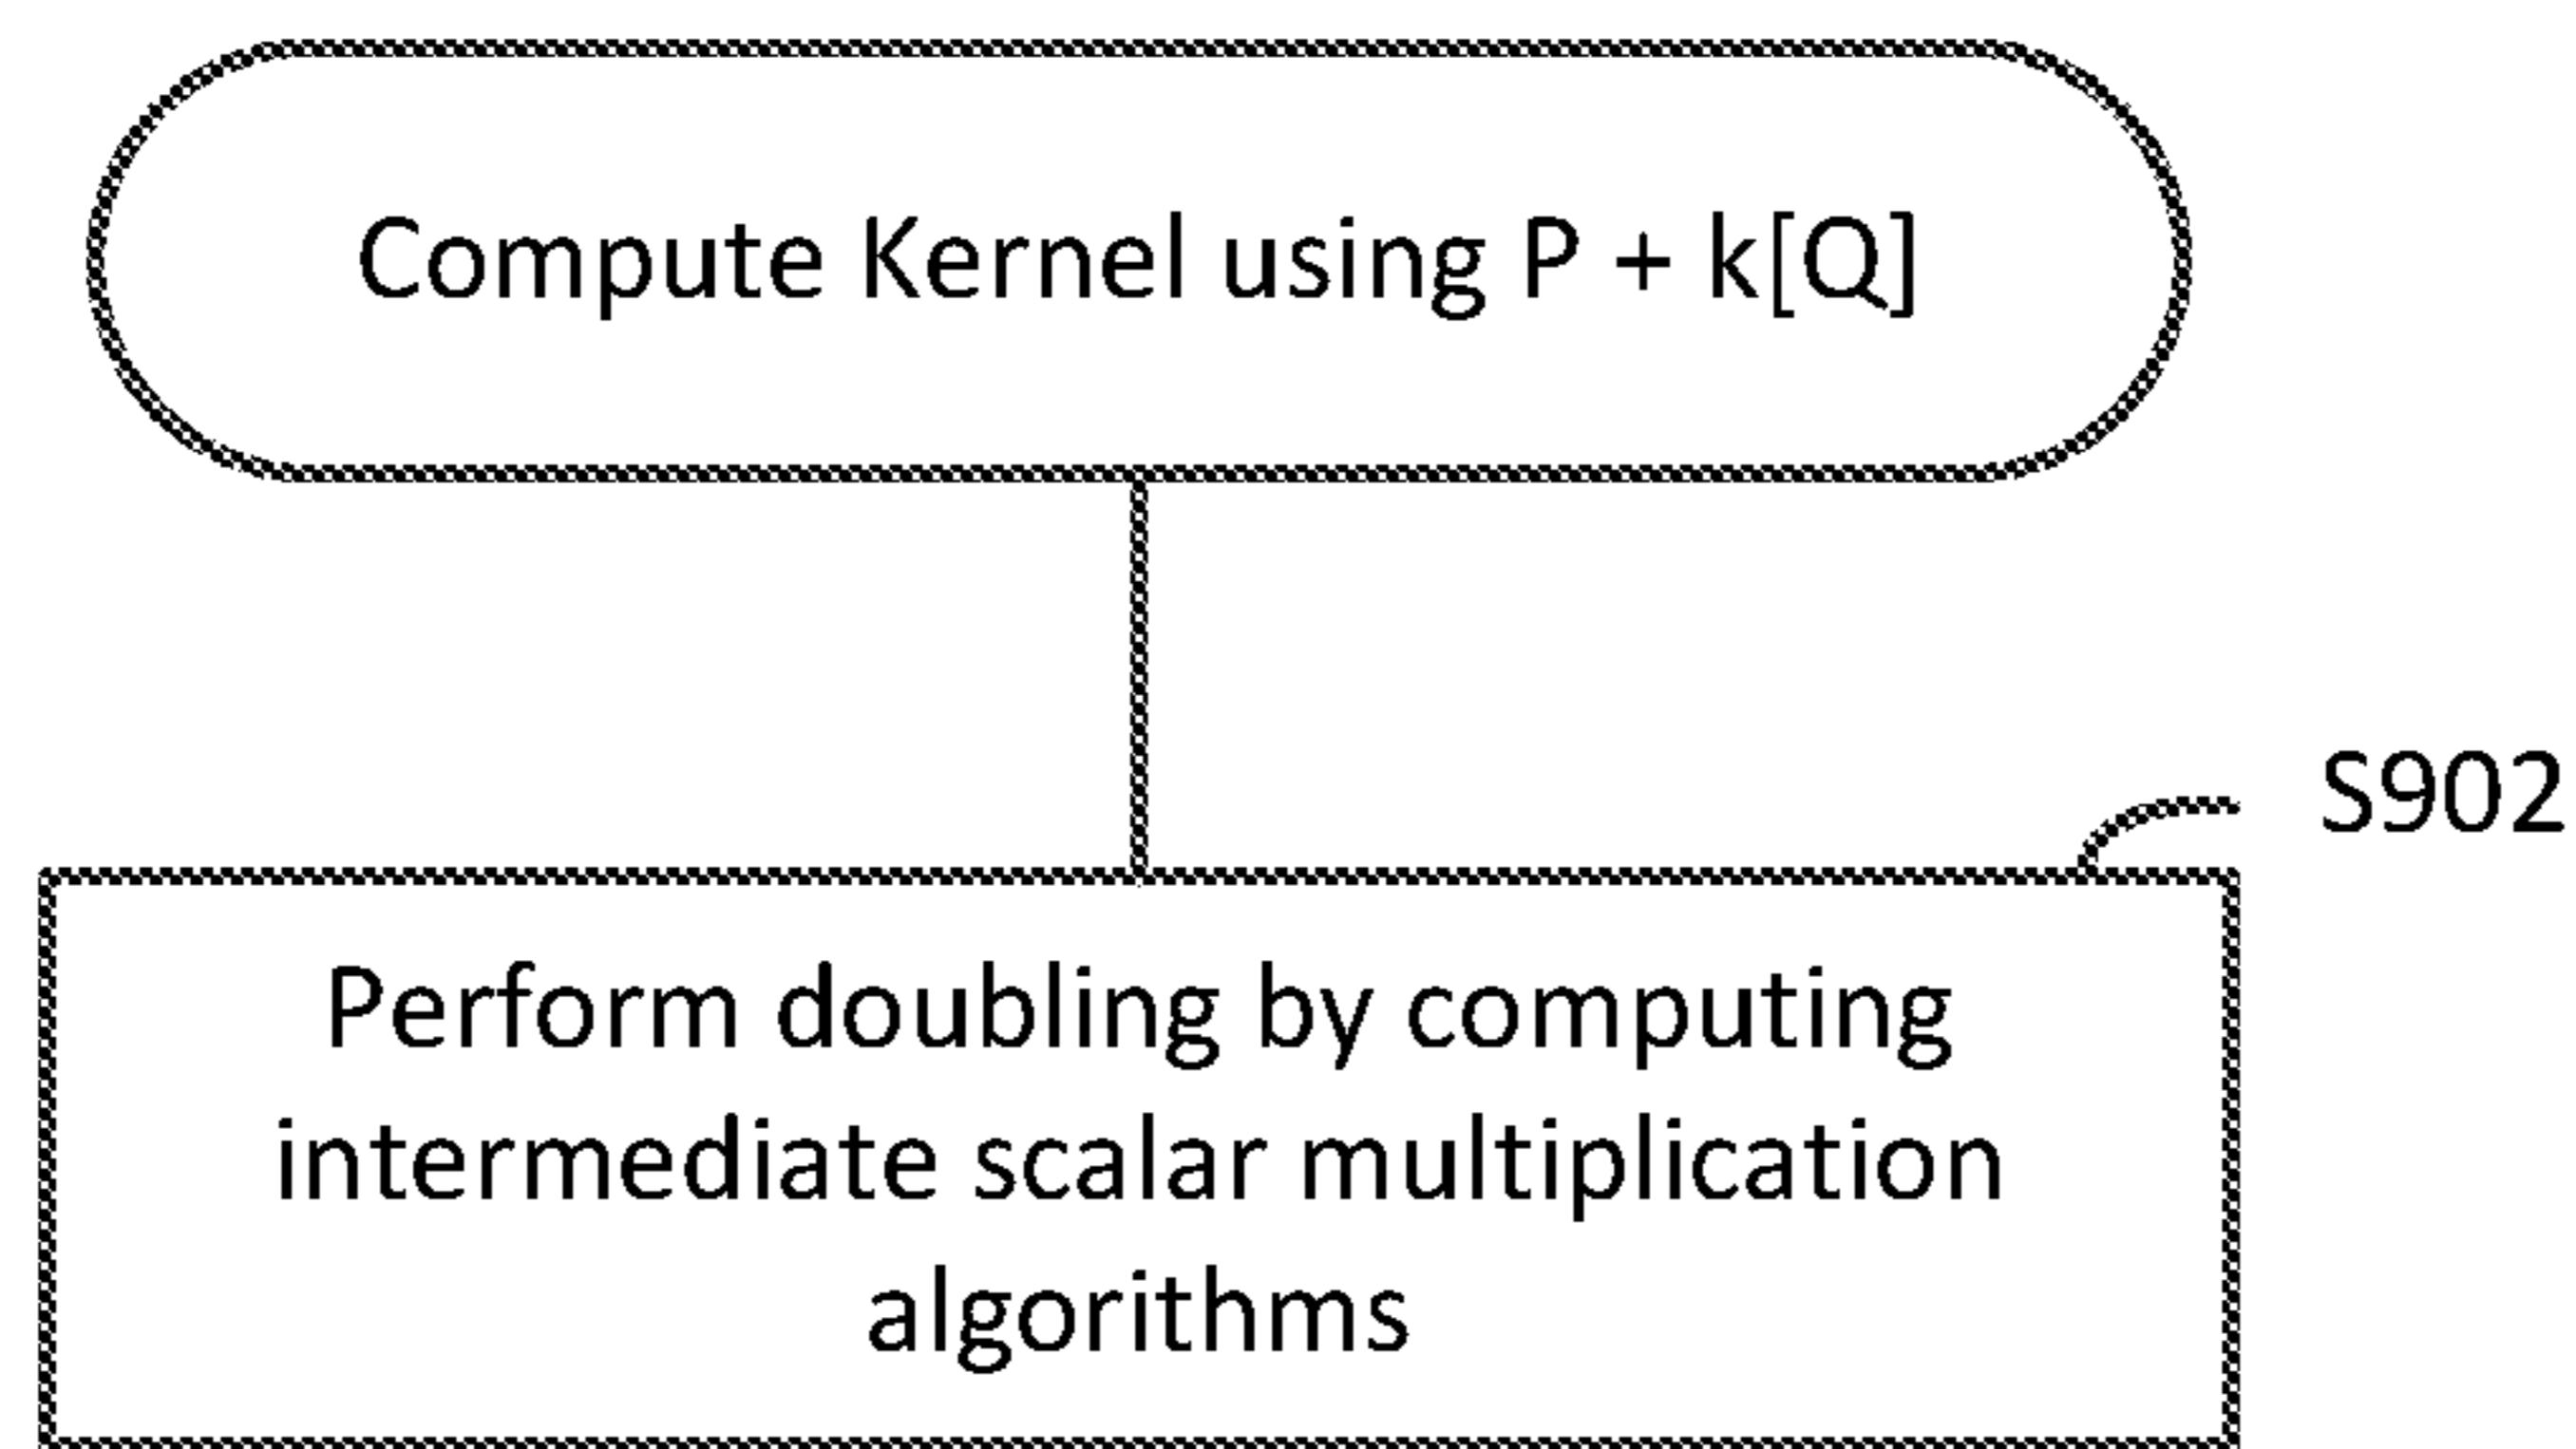 Compute Kernel using P + k[Q]
S902
Perform doubling by computing
intermediate scalar multiplication
algorithms